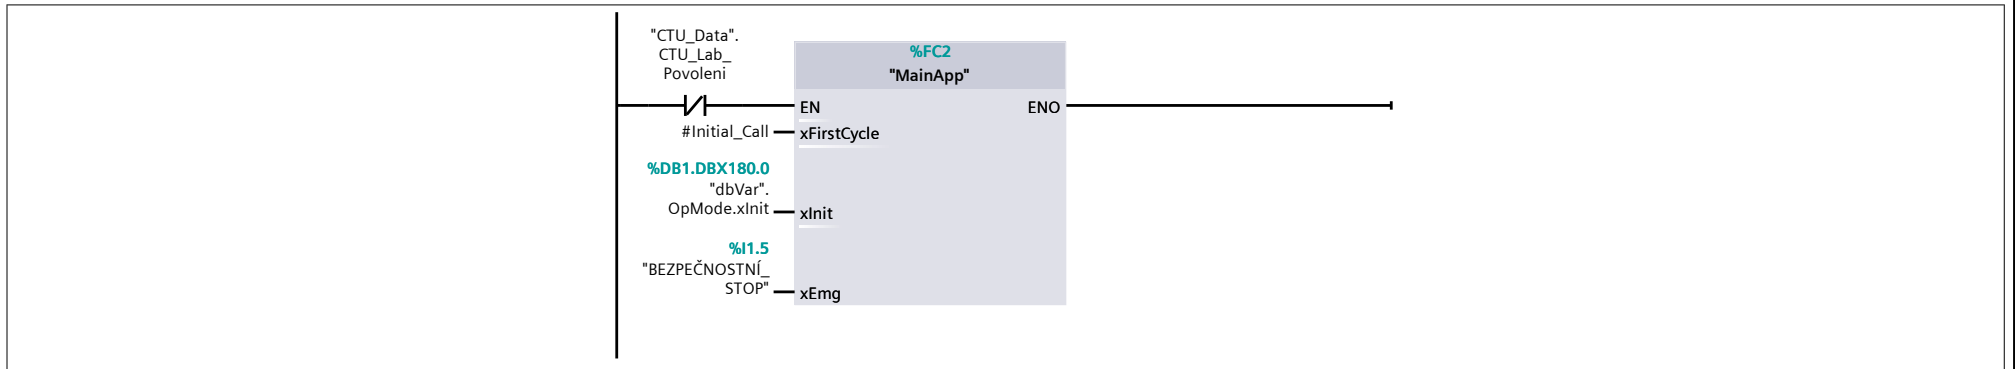 "CTU_Data".
CTU_Lab_
Povoleni
%FC2
"MainApp"
EN
ENO
#Initial_Call
xFirstCycle
%DB1.DBX180.0
"dbVar".
OpMode.xInit
xInit
%I1.5
"BEZPEČNOSTNÍ_
STOP"
xEmg